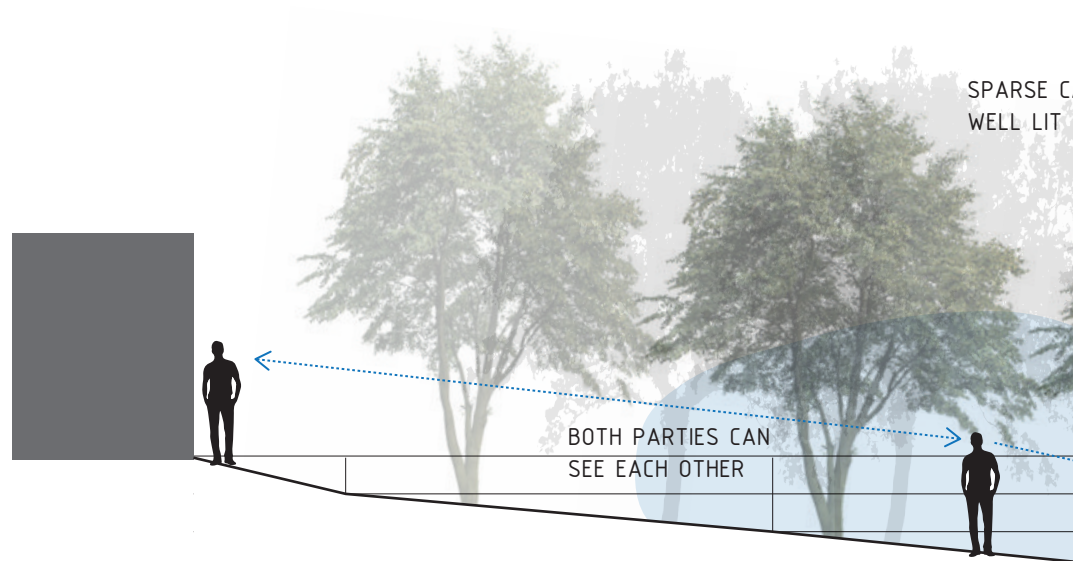 SPARSE
WELL LIT
BOTH PARTIES CAN
SEE EACH OTHER